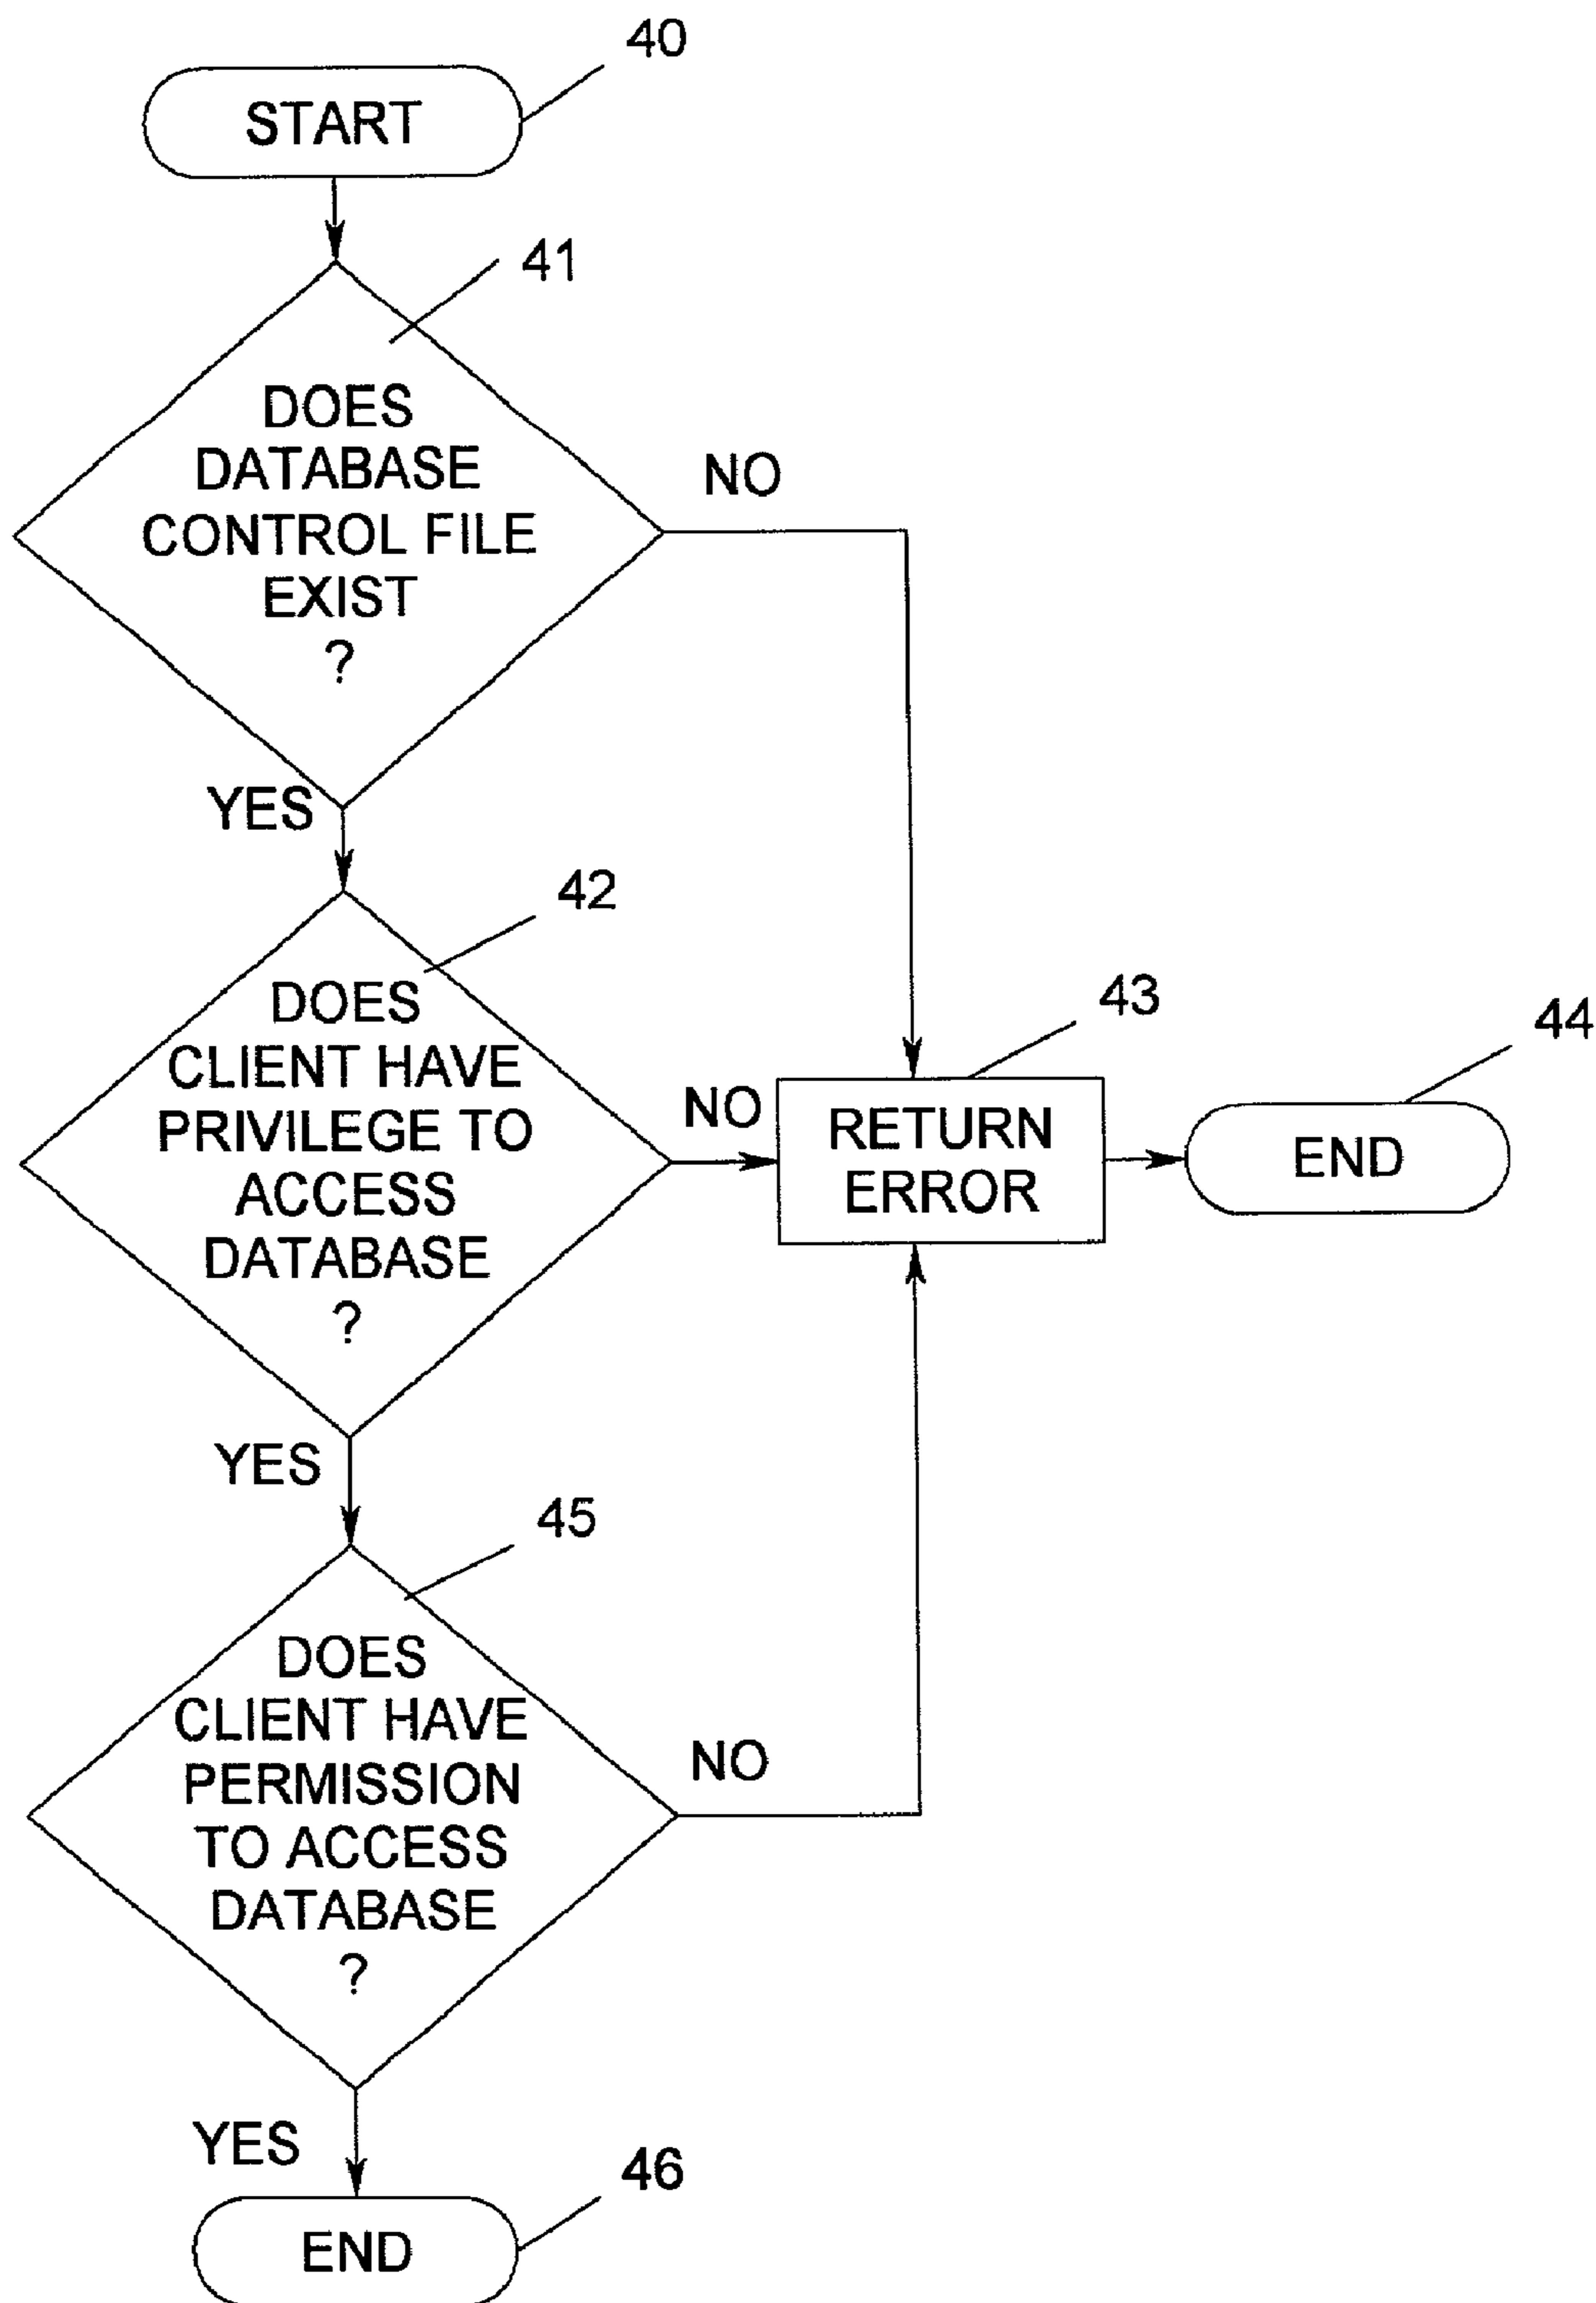 40
START
41
DOES
DATABASE
CONTROL FILE
EXIST
?
NO
YES
42
DOES
CLIENT HAVE
PRIVILEGE TO
ACCESS
DATABASE
?
NO
43
RETURN
ERROR
44
END
YES
45
DOES
CLIENT HAVE
PERMISSION
TO ACCESS
DATABASE
?
NO
YES
46
END